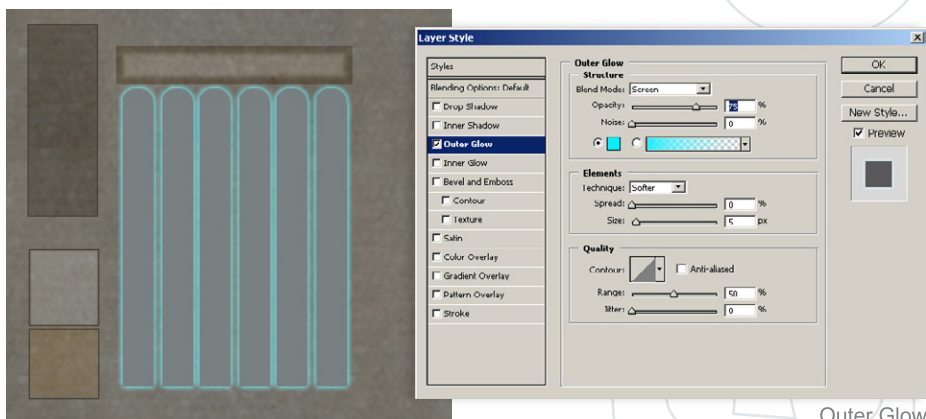 Layer Style
Styles
Blending Options: Default
Drop Shadow
Inner Shadow
Outer Glow
Inner Glow
Bevel and Emboss
Contour
Texture
Satin
Color Overlay
Gradient Overlay
Pattern Overlay
Stroke
Outer Glow
Structure
Blend Mode: Screen
Opacity: 75 %
Noise: 0 %
Elements
Technique: Softer
Spread: 0 %
Size: 5 px
Quality
Contour: Anti-aliased
Range: 50 %
Jitter: 0 %
OK
Cancel
New Style...
Preview
Outer Glow